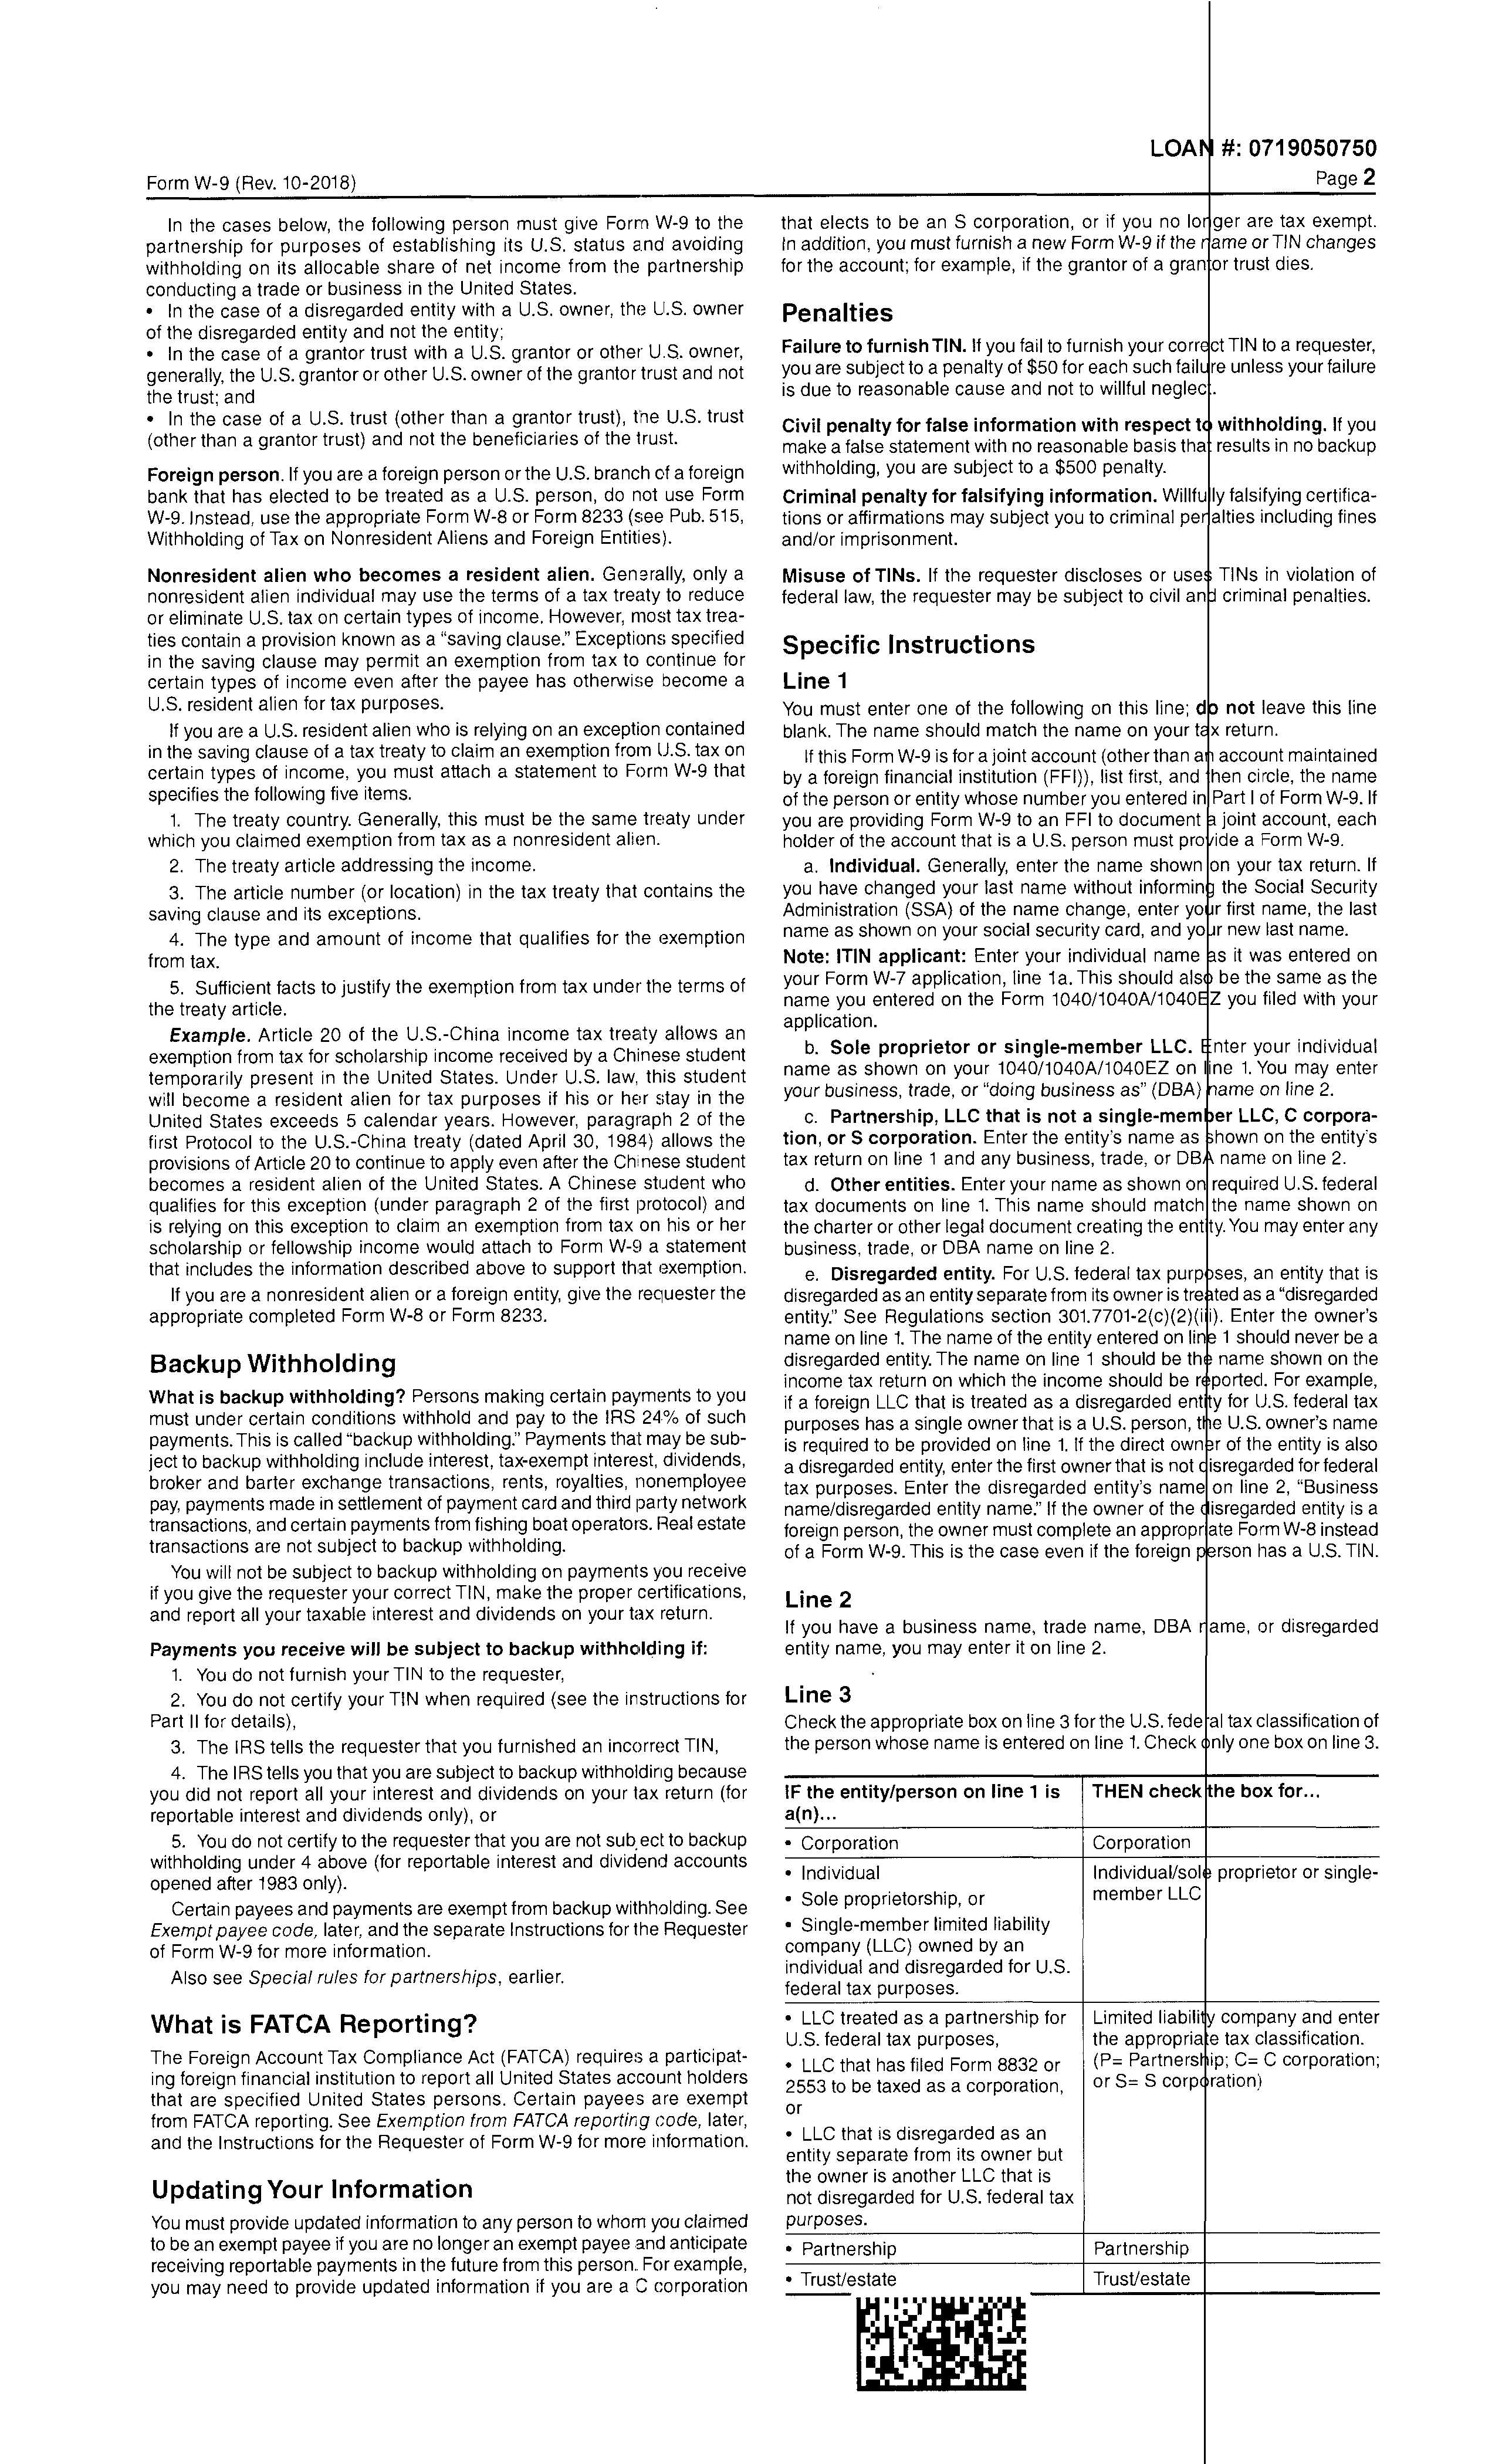 LOAN #: 0719050750
Form W-9 (Rev. 10-2018)
Page 2
In the cases below, the following person must give Form W-9 to the
partnership for purposes of establishing its U.S. status and avoiding
withholding on its allocable share of net income from the partnership
conducting a trade or business in the United States.
• In the case of a disregarded entity with a U.S. owner, the U.S. owner
of the disregarded entity and not the entity;
• In the case of a grantor trust with a U.S. grantor or other U.S. owner,
generally, the U.S. grantor or other U.S. owner of the grantor trust and not
the trust; and
• In the case of a U.S. trust (other than a grantor trust), the U.S. trust
(other than a grantor trust) and not the beneficiaries of the trust.
Foreign person. If you are a foreign person or the U.S. branch of a foreign
bank that has elected to be treated as a U.S. person, do not use Form
W-9. Instead, use the appropriate Form W-8 or Form 8233 (see Pub. 515,
Withholding of Tax on Nonresident Aliens and Foreign Entities).
Nonresident alien who becomes a resident alien. Generally, only a
nonresident alien individual may use the terms of a tax treaty to reduce
or eliminate U.S. tax on certain types of income. However, most tax trea-
ties contain a provision known as a “saving clause.” Exceptions specified
in the saving clause may permit an exemption from tax to continue for
certain types of income even after the payee has otherwise become a
U.S. resident alien for tax purposes.
If you are a U.S. resident alien who is relying on an exception contained
in the saving clause of a tax treaty to claim an exemption from U.S. tax on
certain types of income, you must attach a statement to Form W-9 that
specifies the following five items.
1. The treaty country. Generally, this must be the same treaty under
which you claimed exemption from tax as a nonresident alien.
2. The treaty article addressing the income.
3. The article number (or location) in the tax treaty that contains the
saving clause and its exceptions.
4. The type and amount of income that qualifies for the exemption
from tax.
5. Sufficient facts to justify the exemption from tax under the terms of
the treaty article.
Example. Article 20 of the U.S.-China income tax treaty allows an
exemption from tax for scholarship income received by a Chinese student
temporarily present in the United States. Under U.S. law, this student
will become a resident alien for tax purposes if his or her stay in the
United States exceeds 5 calendar years. However, paragraph 2 of the
first Protocol to the U.S.-China treaty (dated April 30, 1984) allows the
provisions of Article 20 to continue to apply even after the Chinese student
becomes a resident alien of the United States. A Chinese student who
qualifies for this exception (under paragraph 2 of the first protocol) and
is relying on this exception to claim an exemption from tax on his or her
scholarship or fellowship income would attach to Form W-9 a statement
that includes the information described above to support that exemption.
If you are a nonresident alien or a foreign entity, give the requester the
appropriate completed Form W-8 or Form 8233.
Backup Withholding
What is backup withholding? Persons making certain payments to you
must under certain conditions withhold and pay to the IRS 24% of such
payments. This is called “backup withholding.” Payments that may be sub-
ject to backup withholding include interest, tax-exempt interest, dividends,
broker and barter exchange transactions, rents, royalties, nonemployee
pay, payments made in settlement of payment card and third party network
transactions, and certain payments from fishing boat operators. Real estate
transactions are not subject to backup withholding.
You will not be subject to backup withholding on payments you receive
if you give the requester your correct TIN, make the proper certifications,
and report all your taxable interest and dividends on your tax return.
Payments you receive will be subject to backup withholding if:
1. You do not furnish your TIN to the requester,
2. You do not certify your TIN when required (see the instructions for
Part II for details),
3. The IRS tells the requester that you furnished an incorrect TIN,
4. The IRS tells you that you are subject to backup withholding because
you did not report all your interest and dividends on your tax return (for
reportable interest and dividends only), or
5. You do not certify to the requester that you are not subject to backup
withholding under 4 above (for reportable interest and dividend accounts
opened after 1983 only).
Certain payees and payments are exempt from backup withholding. See
Exempt payee code, later, and the separate Instructions for the Requester
of Form W-9 for more information.
Also see Special rules for partnerships, earlier.
What is FATCA Reporting?
The Foreign Account Tax Compliance Act (FATCA) requires a participat-
ing foreign financial institution to report all United States account holders
that are specified United States persons. Certain payees are exempt
from FATCA reporting. See Exemption from FATCA reporting code, later,
and the Instructions for the Requester of Form W-9 for more information.
Updating Your Information
You must provide updated information to any person to whom you claimed
to be an exempt payee if you are no longer an exempt payee and anticipate
receiving reportable payments in the future from this person. For example,
you may need to provide updated information if you are a C corporation
that elects to be an S corporation, or if you no longer are tax exempt.
In addition, you must furnish a new Form W-9 if the name or TIN changes
for the account; for example, if the grantor of a grantor trust dies.
Penalties
Failure to furnish TIN. If you fail to furnish your correct TIN to a requester,
you are subject to a penalty of $50 for each such failure unless your failure
is due to reasonable cause and not to willful neglect.
Civil penalty for false information with respect to withholding. If you
make a false statement with no reasonable basis that results in no backup
withholding, you are subject to a $500 penalty.
Criminal penalty for falsifying information. Willfully falsifying certifica-
tions or affirmations may subject you to criminal penalties including fines
and/or imprisonment.
Misuse of TINs. If the requester discloses or uses TINs in violation of
federal law, the requester may be subject to civil and criminal penalties.
Specific Instructions
Line 1
You must enter one of the following on this line; do not leave this line
blank. The name should match the name on your tax return.
If this Form W-9 is for a joint account (other than an account maintained
by a foreign financial institution (FFI)), list first, and then circle, the name
of the person or entity whose number you entered in Part I of Form W-9. If
you are providing Form W-9 to an FFI to document a joint account, each
holder of the account that is a U.S. person must provide a Form W-9.
a. Individual. Generally, enter the name shown on your tax return. If
you have changed your last name without informing the Social Security
Administration (SSA) of the name change, enter your first name, the last
name as shown on your social security card, and your new last name.
Note: ITIN applicant: Enter your individual name as it was entered on
your Form W-7 application, line 1a. This should also be the same as the
name you entered on the Form 1040/1040A/1040EZ you filed with your
application.
b. Sole proprietor or single-member LLC. Enter your individual
name as shown on your 1040/1040A/1040EZ on line 1. You may enter
your business, trade, or “doing business as” (DBA) name on line 2.
c. Partnership, LLC that is not a single-member LLC, C corpora-
tion, or S corporation. Enter the entity's name as shown on the entity's
tax return on line 1 and any business, trade, or DBA name on line 2.
d. Other entities. Enter your name as shown on required U.S. federal
tax documents on line 1. This name should match the name shown on
the charter or other legal document creating the entity. You may enter any
business, trade, or DBA name on line 2.
e. Disregarded entity. For U.S. federal tax purposes, an entity that is
disregarded as an entity separate from its owner is treated as a “disregarded
entity.” See Regulations section 301.7701-2(c)(2)(iii). Enter the owner's
name on line 1. The name of the entity entered on line 1 should never be a
disregarded entity. The name on line 1 should be the name shown on the
income tax return on which the income should be reported. For example,
if a foreign LLC that is treated as a disregarded entity for U.S. federal tax
purposes has a single owner that is a U.S. person, the U.S. owner's name
is required to be provided on line 1. If the direct owner of the entity is also
a disregarded entity, enter the first owner that is not disregarded for federal
tax purposes. Enter the disregarded entity's name on line 2, “Business
name/disregarded entity name.” If the owner of the disregarded entity is a
foreign person, the owner must complete an appropriate Form W-8 instead
of a Form W-9. This is the case even if the foreign person has a U.S. TIN.
Line 2
If you have a business name, trade name, DBA name, or disregarded
entity name, you may enter it on line 2.
Line 3
Check the appropriate box on line 3 for the U.S. federal tax classification of
the person whose name is entered on line 1. Check only one box on line 3.
IF the entity/person on line 1 is
a(n)...
THEN check the box for...
• Corporation
Corporation
• Individual
• Sole proprietorship, or
• Single-member limited liability
company (LLC) owned by an
individual and disregarded for U.S.
federal tax purposes.
Individual/sole proprietor or single-
member LLC
• LLC treated as a partnership for
U.S. federal tax purposes,
• LLC that has filed Form 8832 or
2553 to be taxed as a corporation,
or
• LLC that is disregarded as an
entity separate from its owner but
the owner is another LLC that is
not disregarded for U.S. federal tax
purposes.
Limited liability company and enter
the appropriate tax classification.
(P= Partnership; C= C corporation;
or S= S corporation)
• Partnership
Partnership
• Trust/estate
Trust/estate